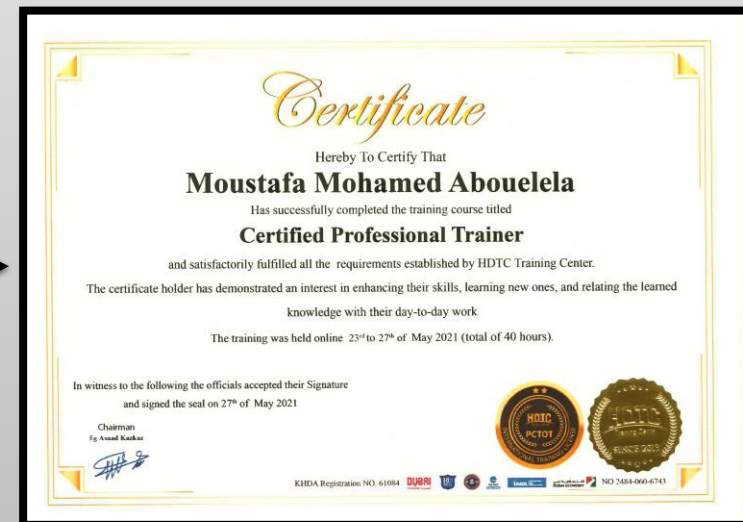 Certificate
Hereby To Certify That
Moustafa Mohamed Abouelela
Has successfully completed the training course titled
Certified Professional Trainer
and satisfactorily fulfilled all the requirements established by HDTC Training Center.
The certificate holder has demonstrated an interest in enhancing their skills, learning new ones, and relating the learned
knowledge with their day-to-day work
The training was held online 23rd to 27th of May 2021 (total of 40 hours).
In witness to the following the officials accepted their Signature
and signed the seal on 27th of May 2021
Chairman
Eg Asaad Kazkaz
HDTC
PCTOT
INTERNATIONAL TRAINING LICENSE
HDTC
Training Center
SINCE 2013
KHDA Registration NO. 61084 DUBAI
NO 2484-060-6743